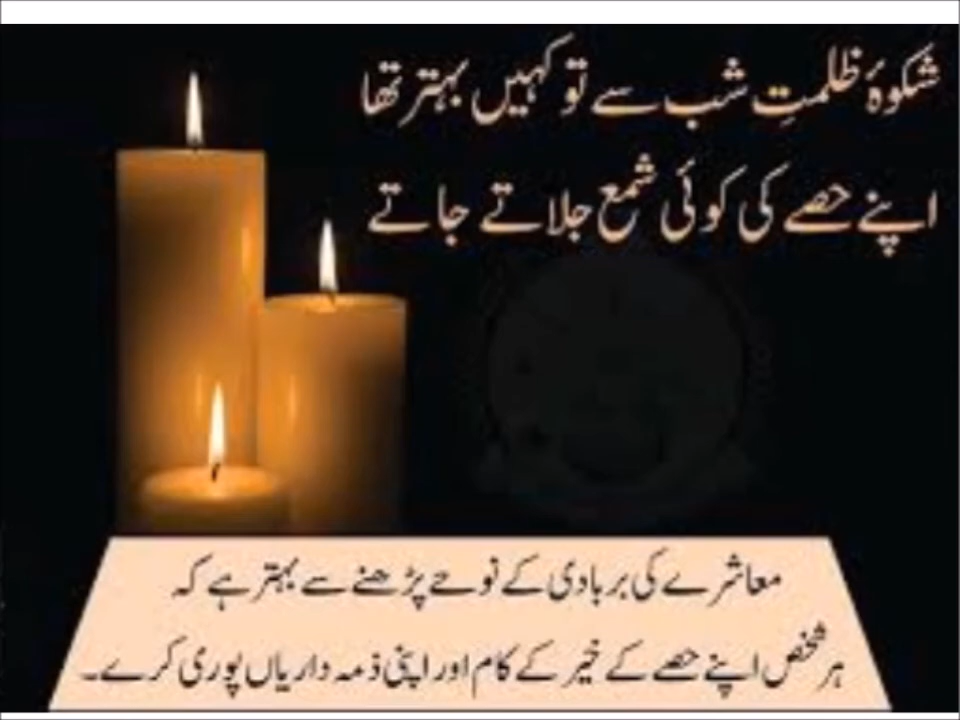 شکوۂ ظلمتِ شب سے تو کہیں بہتر تھا
اپنے حصے کی کوئی شمع جلاتے جاتے
معاشرے کی بربادی کے نوحے پڑھنے سے بہتر ہے کہ
ہر شخص اپنے حصے کے خیر کے کام اور اپنی ذمہ داریاں پوری کرے۔